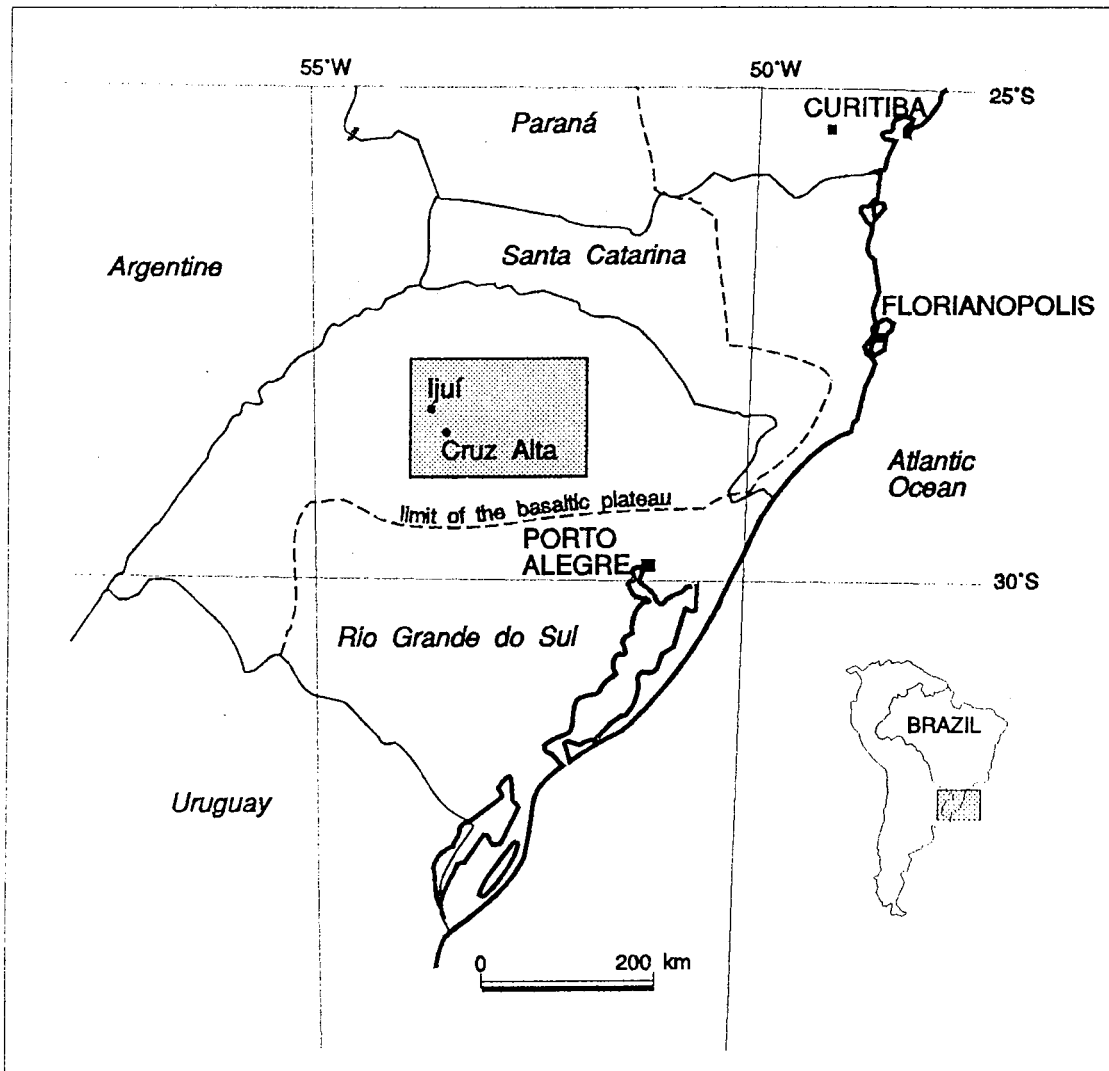 55°W
50°W
25°S
CURITIBA
Paraná
Santa Catarina
Argentine
FLORIANOPOLIS
Ijuí
Cruz Alta
Atlantic
Ocean
limit of the basaltic plateau
PORTO
ALEGRE
30°S
Rio Grande do Sul
BRAZIL
Uruguay
0 200 km